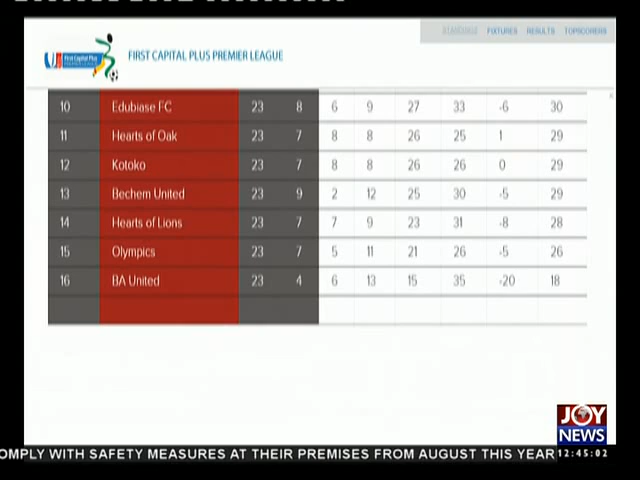 STANDINGS FIXTURES RESULTS TOPSCORERS
First Capital Plus
FIRST CAPITAL PLUS PREMIER LEAGUE
10 Edubiase FC 23 8 6 9 27 33 -6 30
11 Hearts of Oak 23 7 8 8 26 25 1 29
12 Kotoko 23 7 8 8 26 26 0 29
13 Bechem United 23 9 2 12 25 30 -5 29
14 Hearts of Lions 23 7 7 9 23 31 -8 28
15 Olympics 23 7 5 11 21 26 -5 26
16 BA United 23 4 6 13 15 35 -20 18
JOY
NEWS
OMPLY WITH SAFETY MEASURES AT THEIR PREMISES FROM AUGUST THIS YEAR 12:45:02